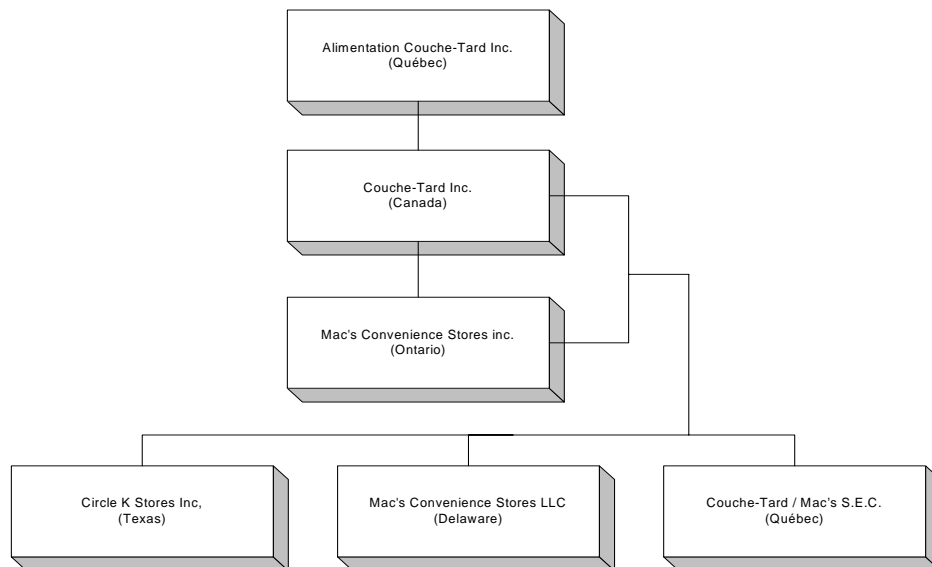 Alimentation Couche-Tard Inc.
(Québec)
Couche-Tard Inc.
(Canada)
Mac's Convenience Stores inc.
(Ontario)
Circle K Stores Inc,
(Texas)
Mac's Convenience Stores LLC
(Delaware)
Couche-Tard / Mac's S.E.C.
(Québec)